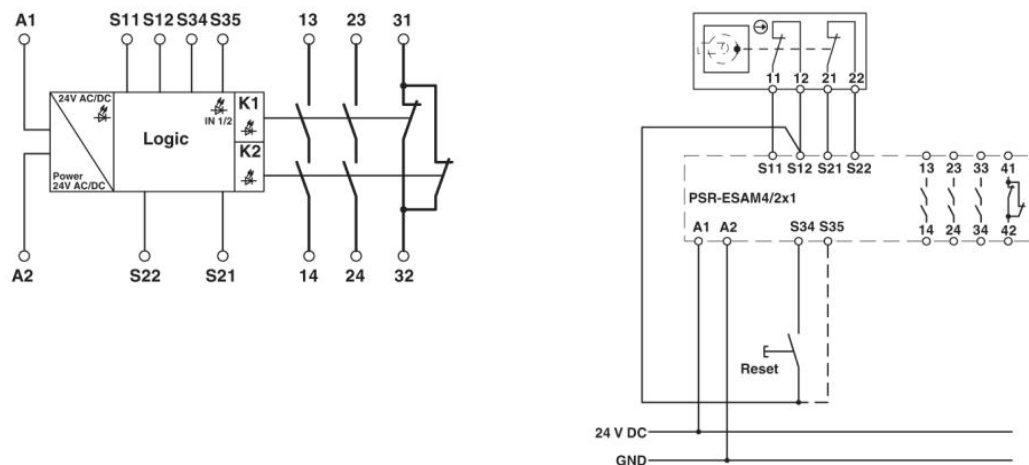 A1 S11 S12 S34 S35 13 23 31
24V AC/DC
IN 1/2
K1
Logic
K2
Power
24V AC/DC
A2 S22 S21 14 24 32
11 12 21 22
S11 S12 S21 S22 13 23 33 41
PSR-ESAM4/2x1
A1 A2 S34 S35 14 24 34 42
Reset
24 V DC
GND